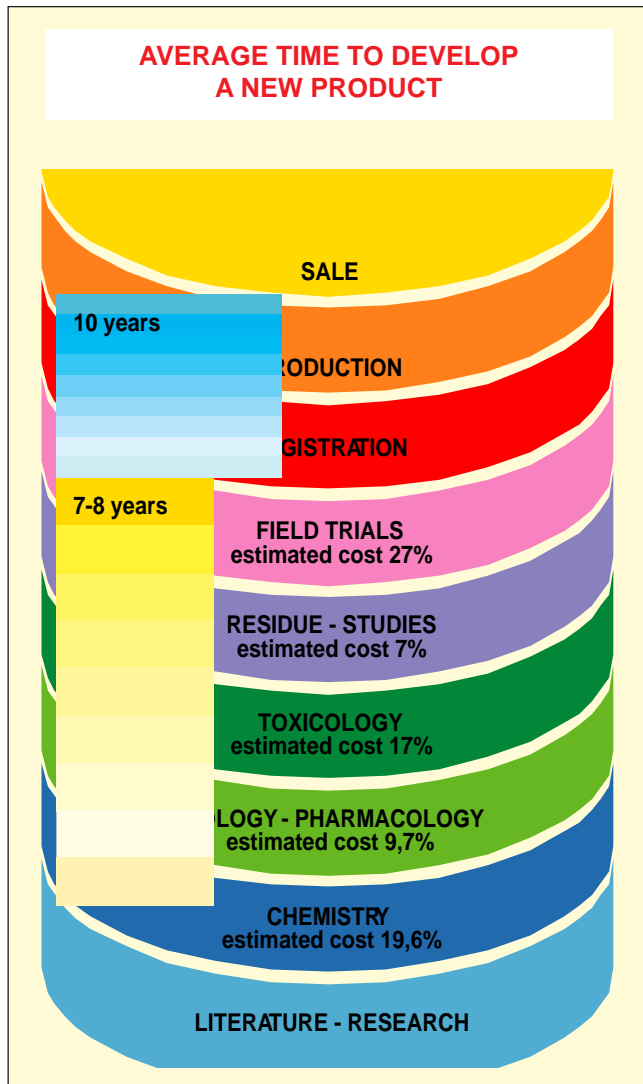 AVERAGE TIME TO DEVELOP
A NEW PRODUCT
SALE
10 years
RODUCTION
GISTRATION
7-8 years
FIELD TRIALS
estimated cost 27%
RESIDUE - STUDIES
estimated cost 7%
TOXICOLOGY
estimated cost 17%
OLOGY - PHARMACOLOGY
estimated cost 9,7%
CHEMISTRY
estimated cost 19,6%
LITERATURE - RESEARCH